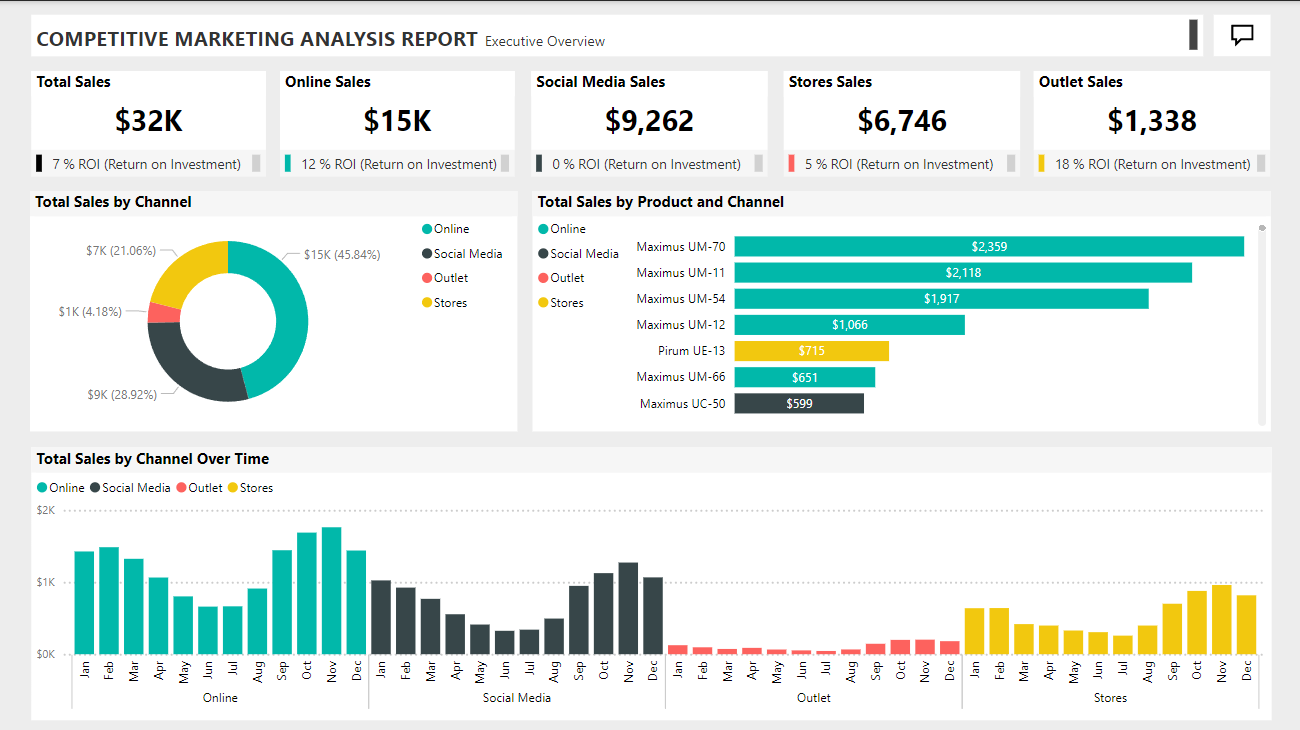 COMPETITIVE MARKETING ANALYSIS REPORT Executive Overview
Total Sales
$32K
7 % ROI (Return on Investment)
Online Sales
$15K
12 % ROI (Return on Investment)
Social Media Sales
$9,262
0 % ROI (Return on Investment)
Stores Sales
$6,746
5 % ROI (Return on Investment)
Outlet Sales
$1,338
18 % ROI (Return on Investment)
Total Sales by Channel
$7K (21.06%)
$15K (45.84%)
$1K (4.18%)
$9K (28.92%)
Online
Social Media
Outlet
Stores
Total Sales by Product and Channel
Online
Social Media
Outlet
Stores
Maximus UM-70 $2,359
Maximus UM-11 $2,118
Maximus UM-54 $1,917
Maximus UM-12 $1,066
Pirum UE-13 $715
Maximus UM-66 $651
Maximus UC-50 $599
Total Sales by Channel Over Time
Online Social Media Outlet Stores
$2K
$1K
$0K
Jan Feb Mar Apr May Jun Jul Aug Sep Oct Nov Dec Jan Feb Mar Apr May Jun Jul Aug Sep Oct Nov Dec Jan Feb Mar Apr May Jun Jul Aug Sep Oct Nov Dec Jan Feb Mar Apr May Jun Jul Aug Sep Oct Nov Dec
Online Social Media Outlet Stores